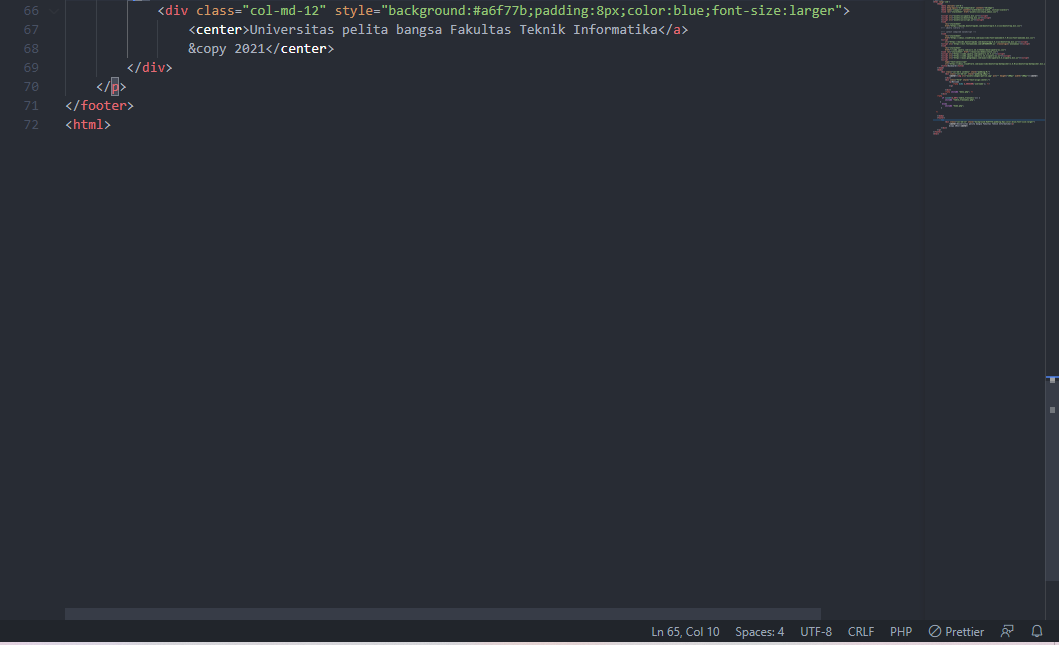 66 <div class="col-md-12" style="background:#a6f77b;padding:8px;color:blue;font-size:larger">
67 <center>Universitas pelita bangsa Fakultas Teknik Informatika</a>
68 &copy 2021</center>
69 </div>
70 </p>
71 </footer>
72 <html>
Ln 65, Col 10 Spaces: 4 UTF-8 CRLF PHP Prettier